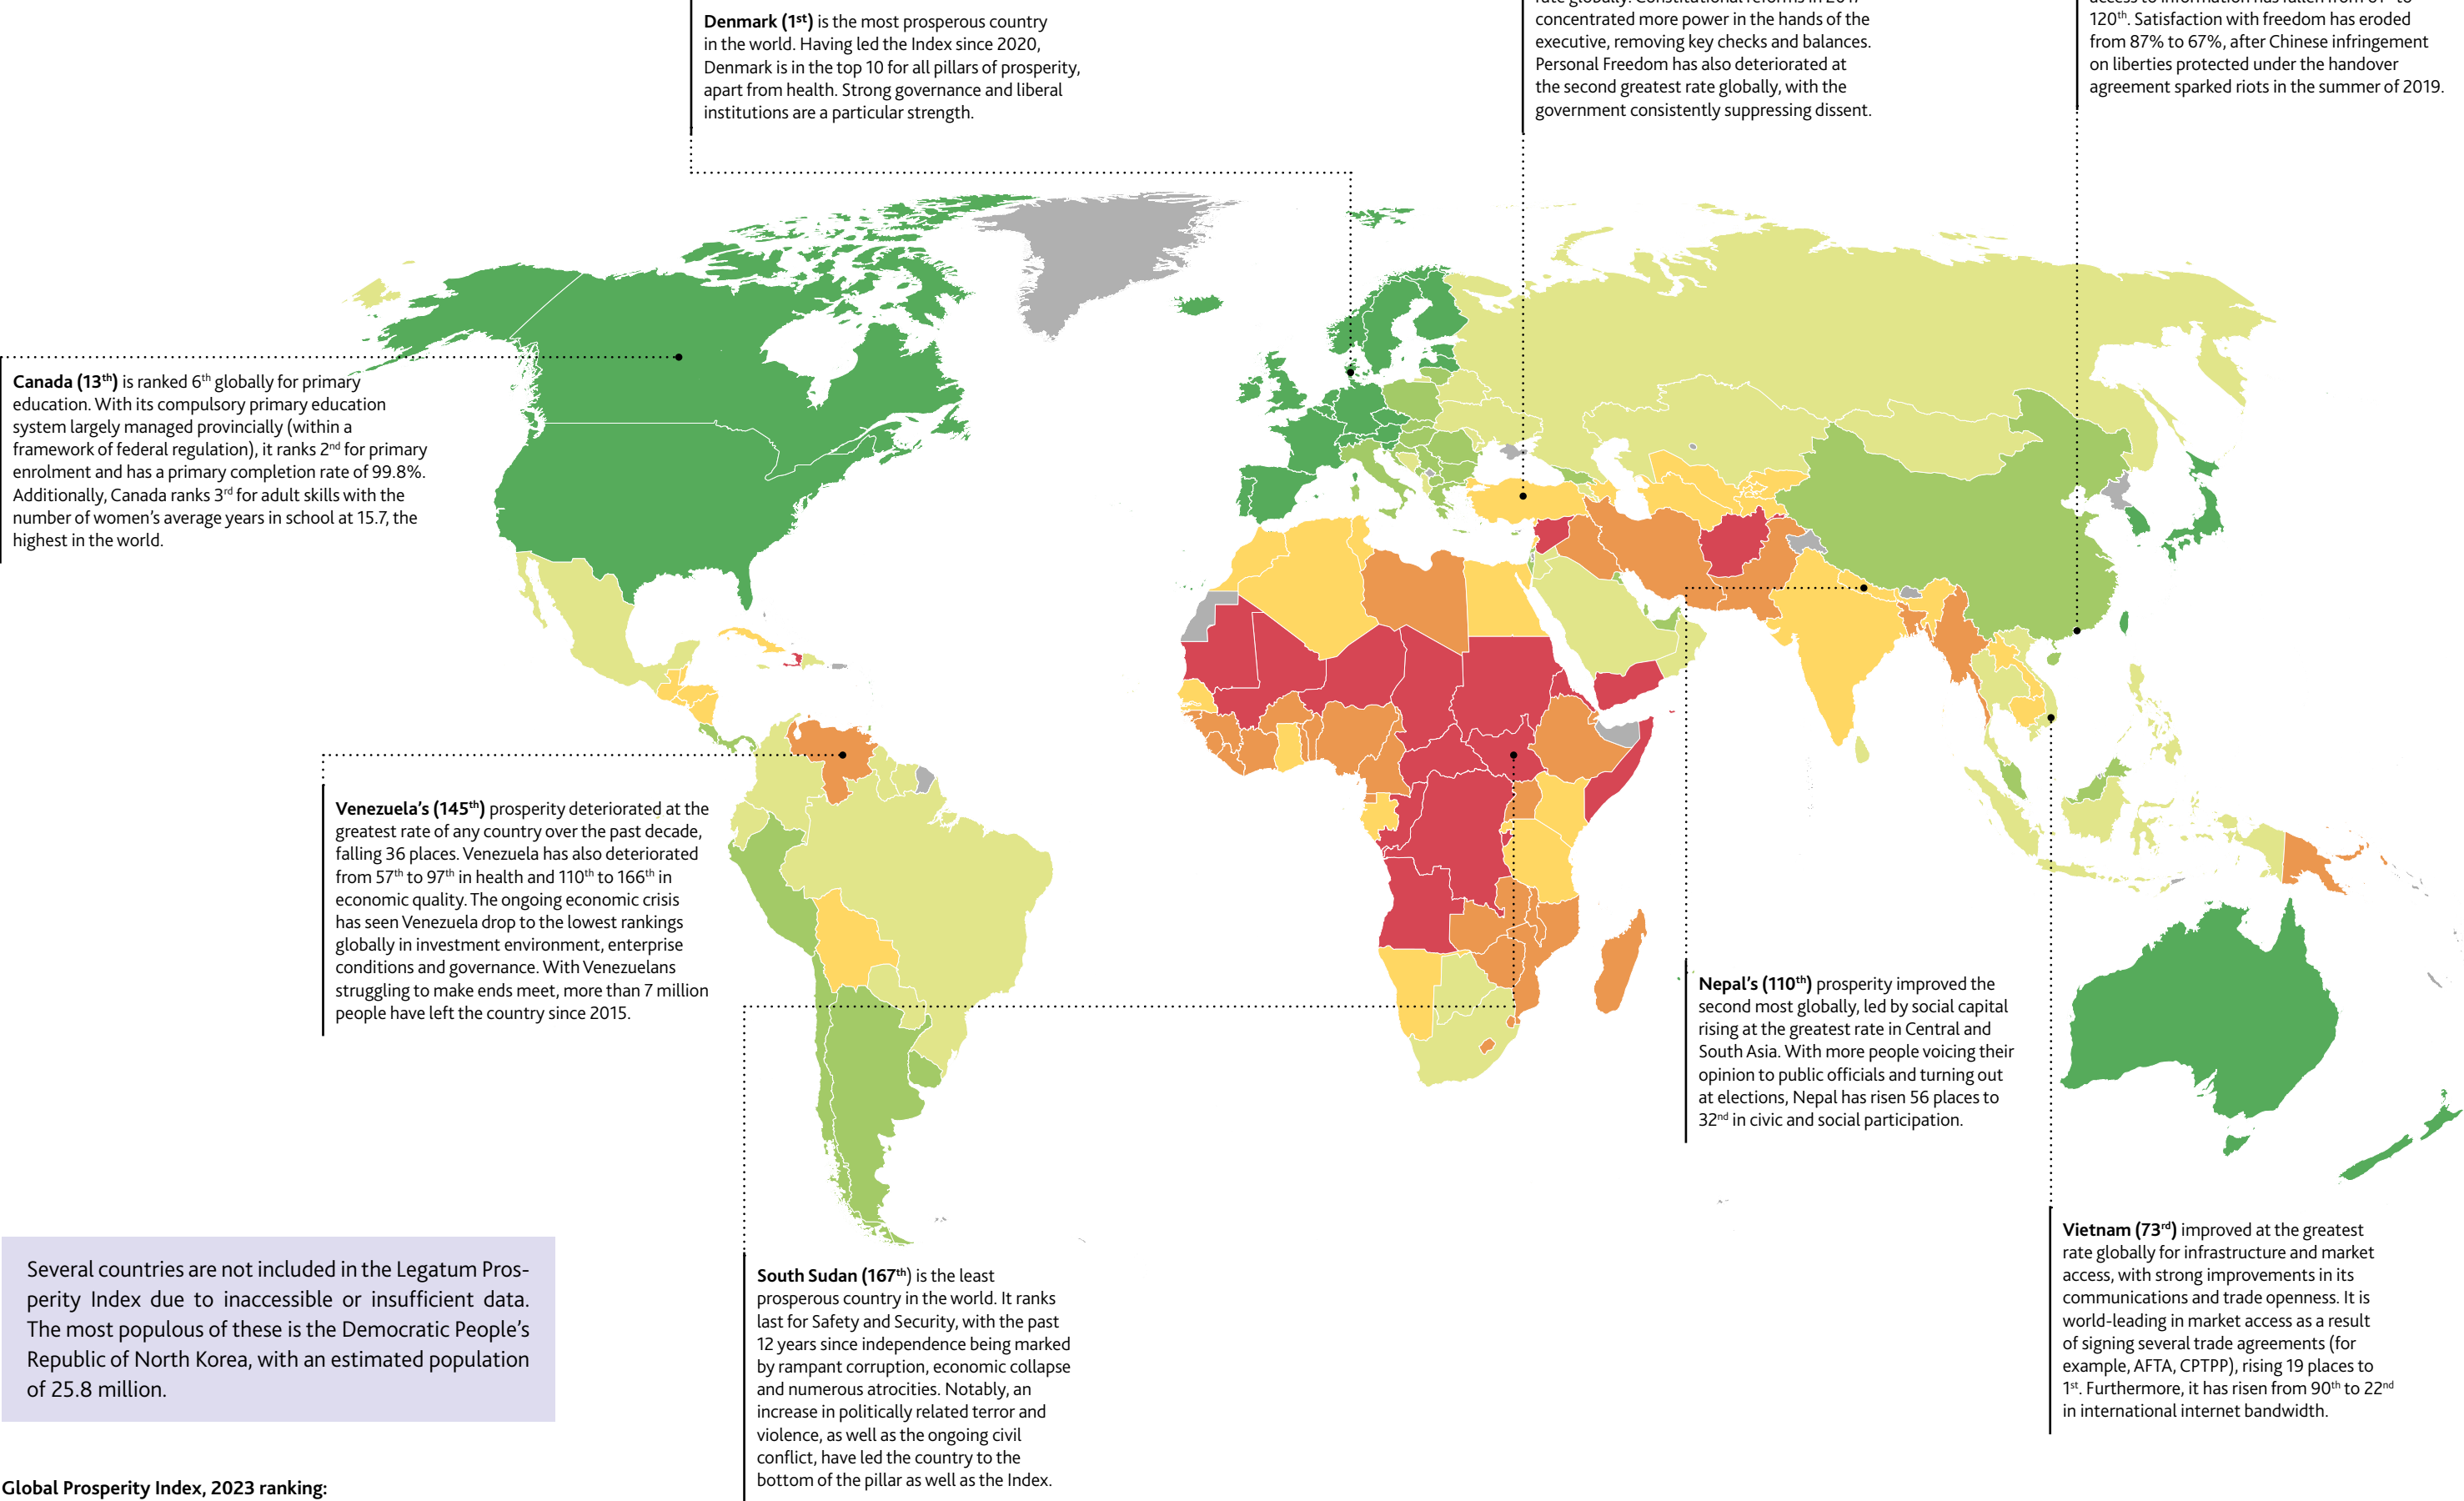 Denmark (1st) is the most prosperous country
in the world. Having led the Index since 2020,
Denmark is in the top 10 for all pillars of prosperity,
apart from health. Strong governance and liberal
institutions are a particular strength.
concentrated more power in the hands of the
executive, removing key checks and balances.
Personal Freedom has also deteriorated at
the second greatest rate globally, with the
government consistently suppressing dissent.
120th. Satisfaction with freedom has eroded
from 87% to 67%, after Chinese infringement
on liberties protected under the handover
agreement sparked riots in the summer of 2019.
Canada (13th) is ranked 6th globally for primary
education. With its compulsory primary education
system largely managed provincially (within a
framework of federal regulation), it ranks 2nd for primary
enrolment and has a primary completion rate of 99.8%.
Additionally, Canada ranks 3rd for adult skills with the
number of women's average years in school at 15.7, the
highest in the world.
Venezuela's (145th) prosperity deteriorated at the
greatest rate of any country over the past decade,
falling 36 places. Venezuela has also deteriorated
from 57th to 97th in health and 110th to 166th in
economic quality. The ongoing economic crisis
has seen Venezuela drop to the lowest rankings
globally in investment environment, enterprise
conditions and governance. With Venezuelans
struggling to make ends meet, more than 7 million
people have left the country since 2015.
Nepal's (110th) prosperity improved the
second most globally, led by social capital
rising at the greatest rate in Central and
South Asia. With more people voicing their
opinion to public officials and turning out
at elections, Nepal has risen 56 places to
32nd in civic and social participation.
Vietnam (73rd) improved at the greatest
rate globally for infrastructure and market
access, with strong improvements in its
communications and trade openness. It is
world-leading in market access as a result
of signing several trade agreements (for
example, AFTA, CPTPP), rising 19 places to
1st. Furthermore, it has risen from 90th to 22nd
in international internet bandwidth.
South Sudan (167th) is the least
prosperous country in the world. It ranks
last for Safety and Security, with the past
12 years since independence being marked
by rampant corruption, economic collapse
and numerous atrocities. Notably, an
increase in politically related terror and
violence, as well as the ongoing civil
conflict, have led the country to the
bottom of the pillar as well as the Index.
Several countries are not included in the Legatum Pros-
perity Index due to inaccessible or insufficient data.
The most populous of these is the Democratic People's
Republic of North Korea, with an estimated population
of 25.8 million.
Global Prosperity Index, 2023 ranking: